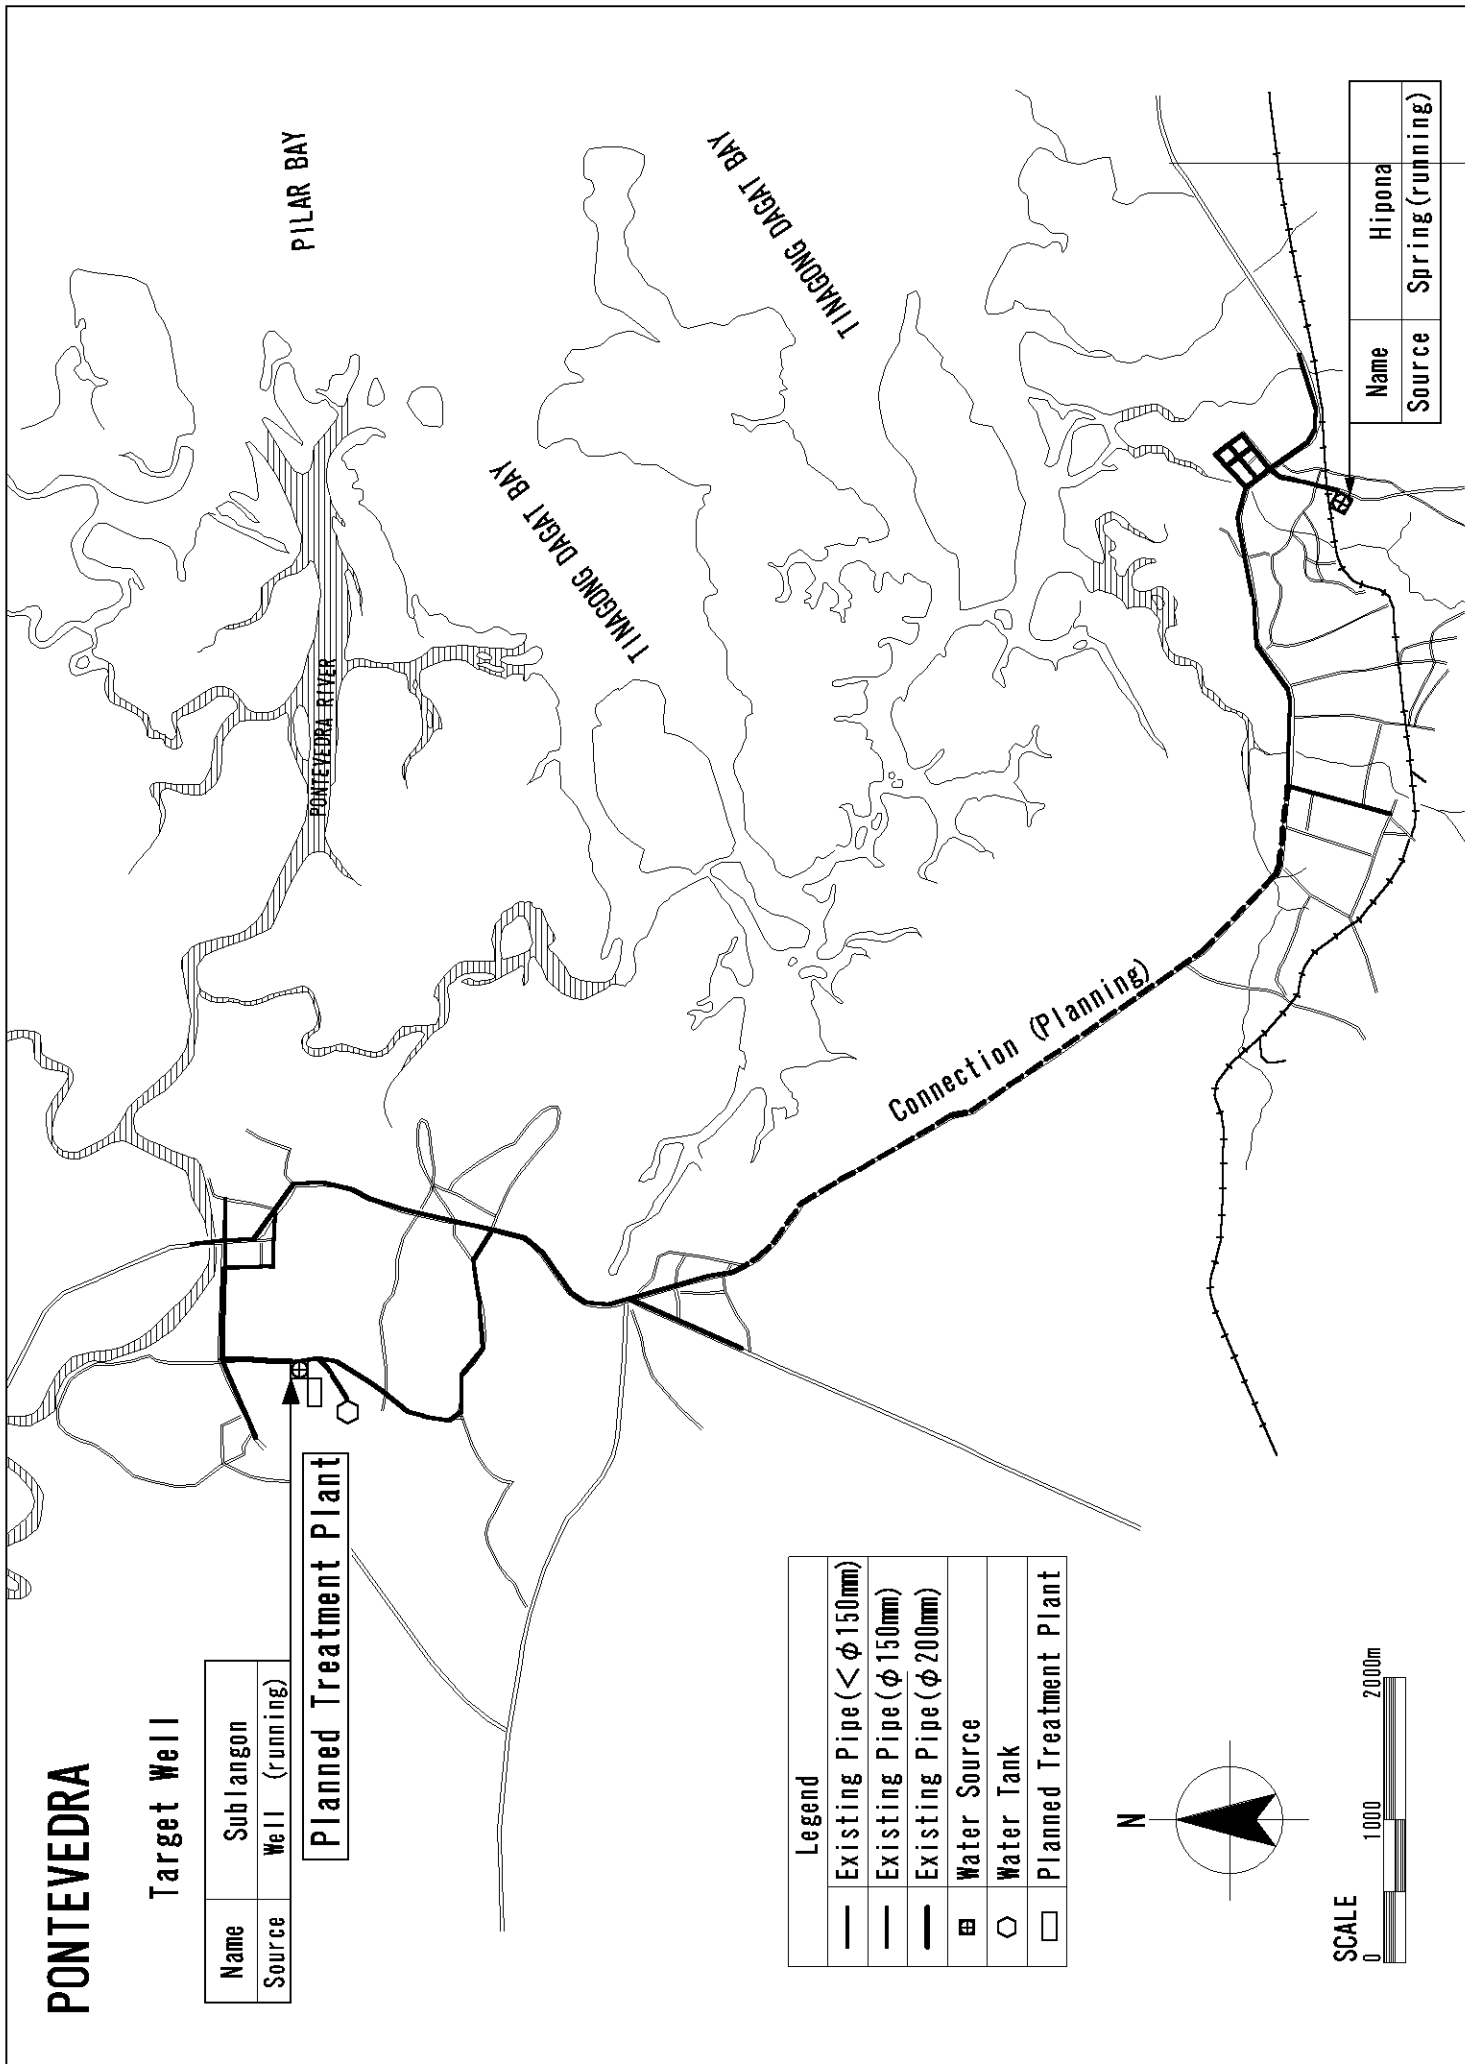 PONTEVEDRA
Target Well
Name Sublangon
Source Well (running)
Planned Treatment Plant
PILAR BAY
PONTEVEDRA RIVER
TINAGONG DAGAT BAY
TINAGONG DAGAT BAY
Connection (Planning)
Legend
Existing Pipe(<φ150mm)
Existing Pipe(φ150mm)
Existing Pipe(φ200mm)
Water Source
Water Tank
Planned Treatment Plant
N
SCALE
0 1000 2000m
Name Hipona
Source Spring(running)